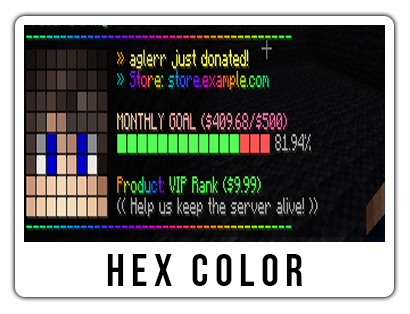 » aglerr just donated!
» Store: store.example.com
MONTHLY GOAL ($409.68/$500)
81.94%
Product: VIP Rank ($9.99)
(( Help us keep the server alive! ))
HEX COLOR